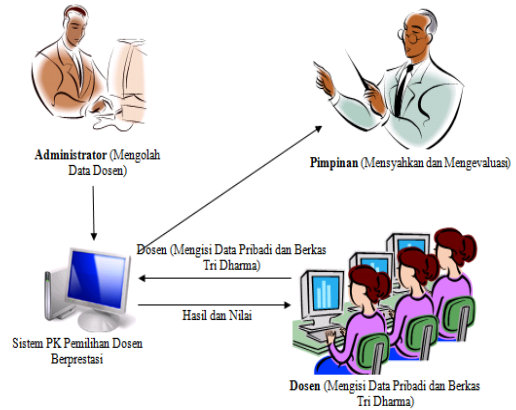 Administrator (Mengolah
Data Dosen)
Pimpinan (Mensyahkan dan Mengevaluasi)
Dosen (Mengisi Data Pribadi dan Berkas
Tri Dharma)
Hasil dan Nilai
Sistem PK Pemilihan Dosen
Berprestasi
Dosen (Mengisi Data Pribadi dan Berkas
Tri Dharma)